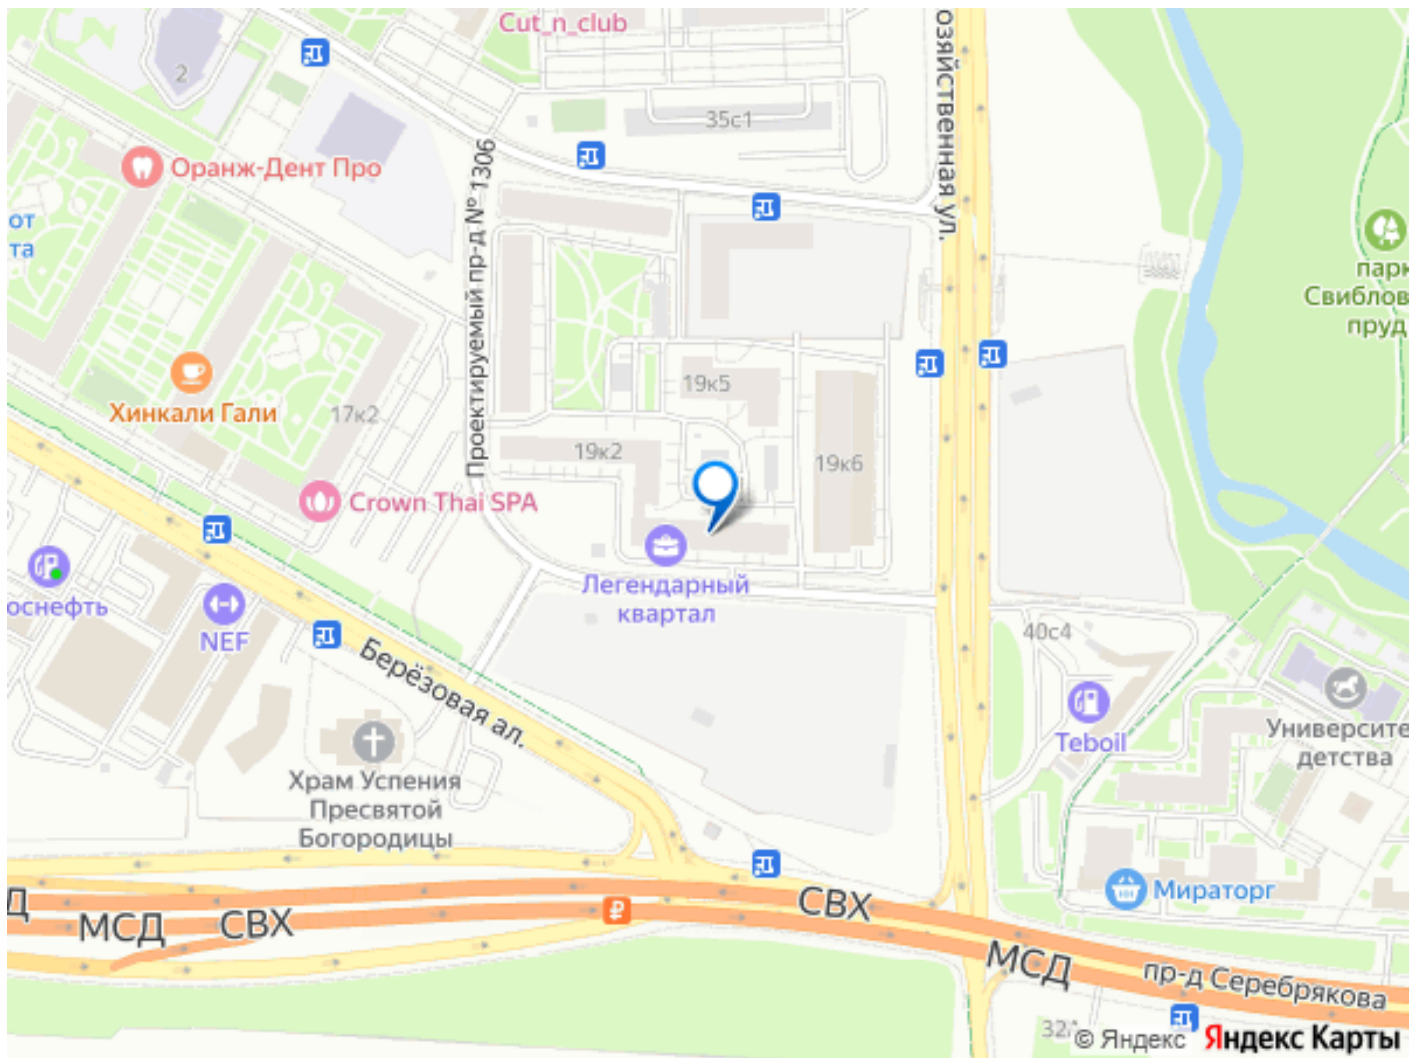 Cut_n_club
2
35с1
озяйственная ул.
Оранж-Дент Про
Проектируемый пр-д № 1306
от
та
парк
Свиблов
пруд
Хинкали Гали
17к2
19к5
19к2
19к6
Crown Thai SPA
Легендарный
квартал
оснефть
NEF
Берёзовая ал.
40с4
Teboil
Университе
детства
Храм Успения
Пресвятой
Богородицы
Мираторг
Д
МСД
СВХ
₽
СВХ
МСД
пр-д Серебрякова
© Яндекс Яндекс Карты